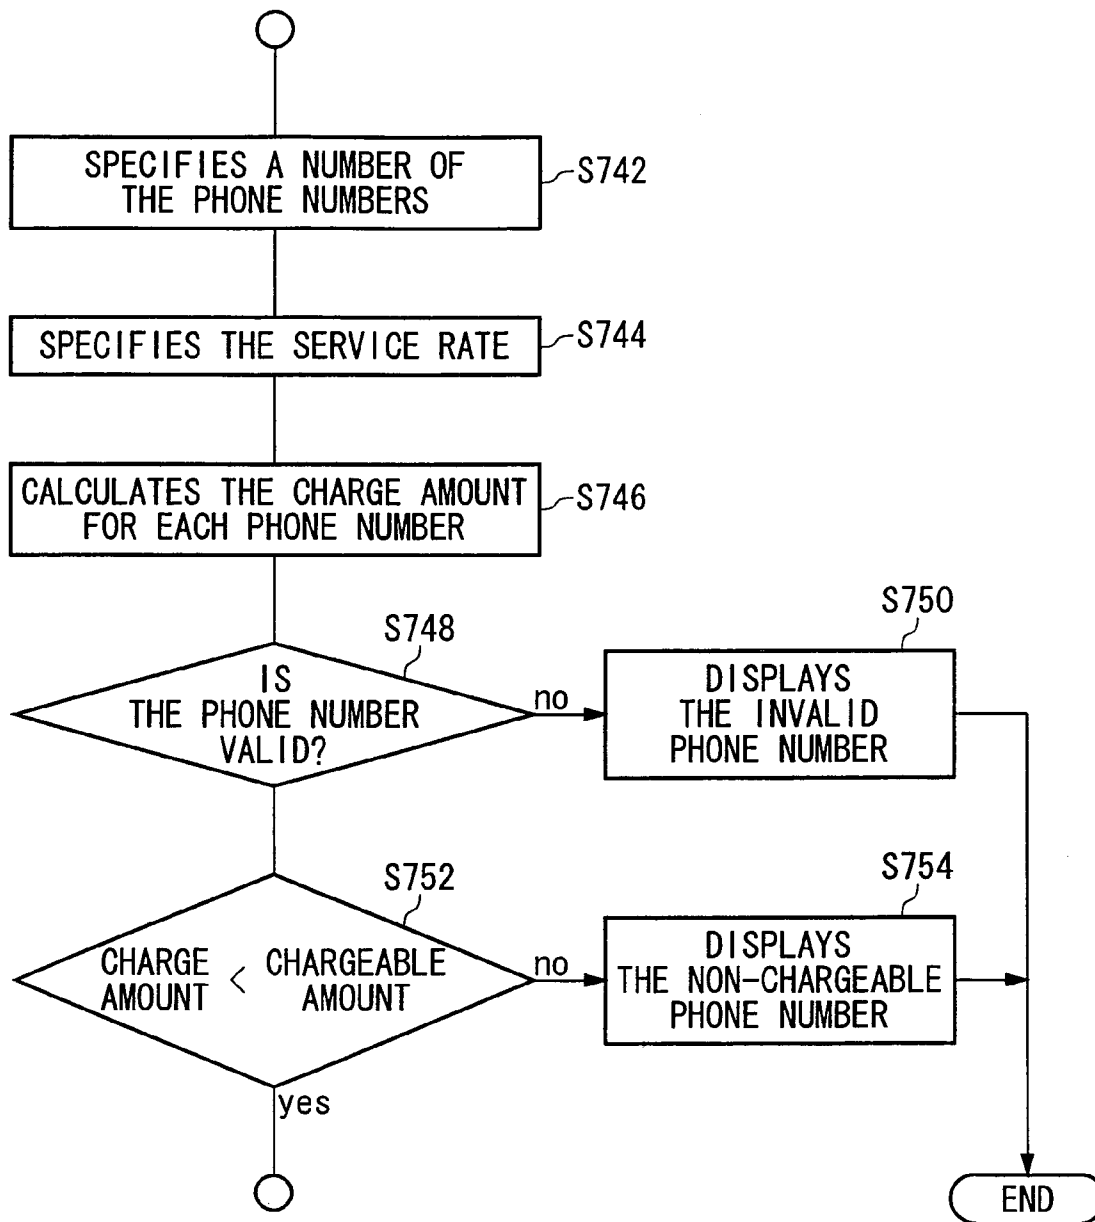 SPECIFIES A NUMBER OF
THE PHONE NUMBERS
S742
SPECIFIES THE SERVICE RATE
S744
CALCULATES THE CHARGE AMOUNT
FOR EACH PHONE NUMBER
S746
S748
IS
THE PHONE NUMBER
VALID?
no
S750
DISPLAYS
THE INVALID
PHONE NUMBER
S752
CHARGE < CHARGEABLE
AMOUNT AMOUNT
no
yes
S754
DISPLAYS
THE NON-CHARGEABLE
PHONE NUMBER
END